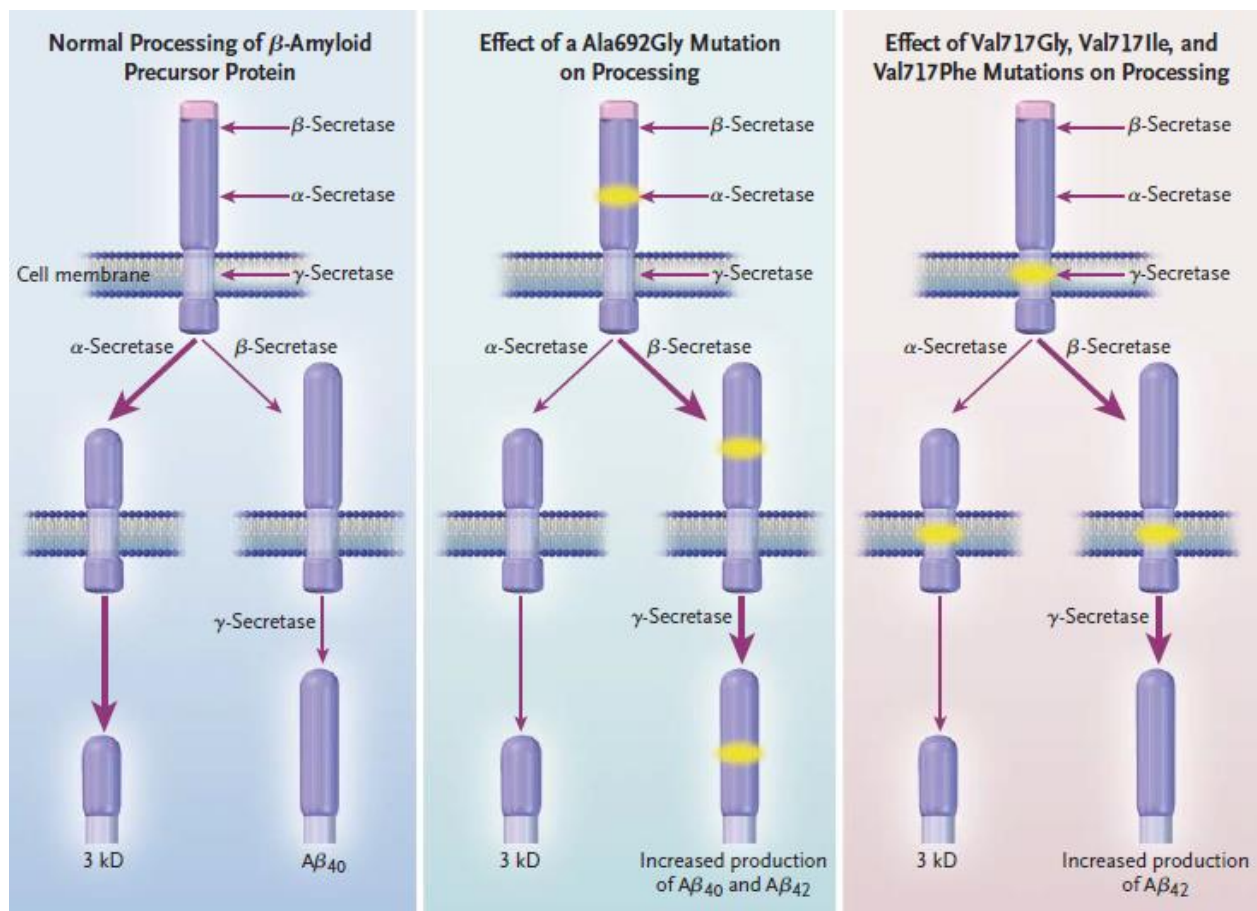 Normal Processing of β-Amyloid
Precursor Protein
β-Secretase
α-Secretase
Cell membrane
γ-Secretase
α-Secretase
β-Secretase
γ-Secretase
3 kD
Aβ40
Effect of a Ala692Gly Mutation
on Processing
β-Secretase
α-Secretase
γ-Secretase
α-Secretase
β-Secretase
γ-Secretase
3 kD
Increased production
of Aβ40 and Aβ42
Effect of Val717Gly, Val717Ile, and
Val717Phe Mutations on Processing
β-Secretase
α-Secretase
γ-Secretase
α-Secretase
β-Secretase
γ-Secretase
3 kD
Increased production
of Aβ42